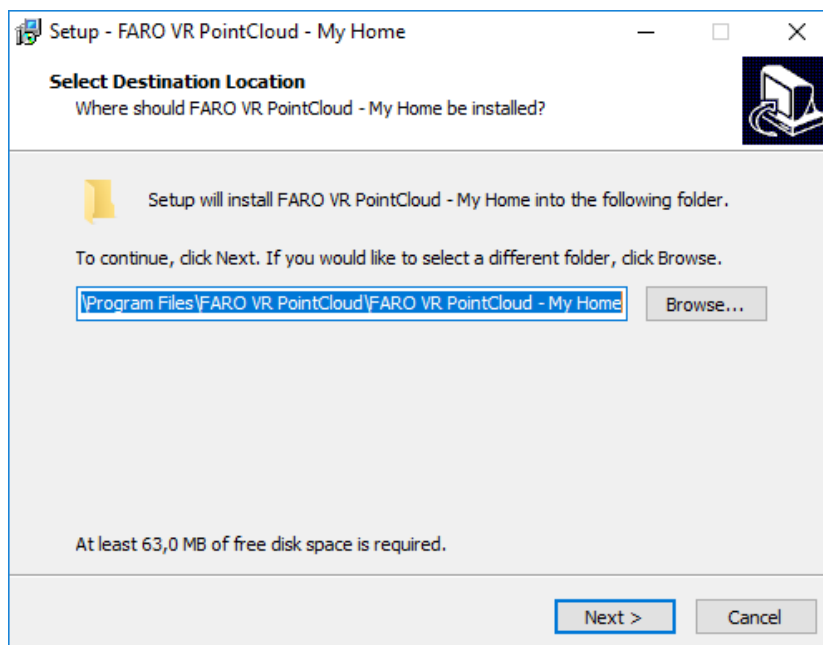 Setup - FARO VR PointCloud - My Home
Select Destination Location
Where should FARO VR PointCloud - My Home be installed?
Setup will install FARO VR PointCloud - My Home into the following folder.
To continue, click Next. If you would like to select a different folder, click Browse.
\Program Files\FARO VR PointCloud\FARO VR PointCloud - My Home
Browse...
At least 63,0 MB of free disk space is required.
Next >
Cancel